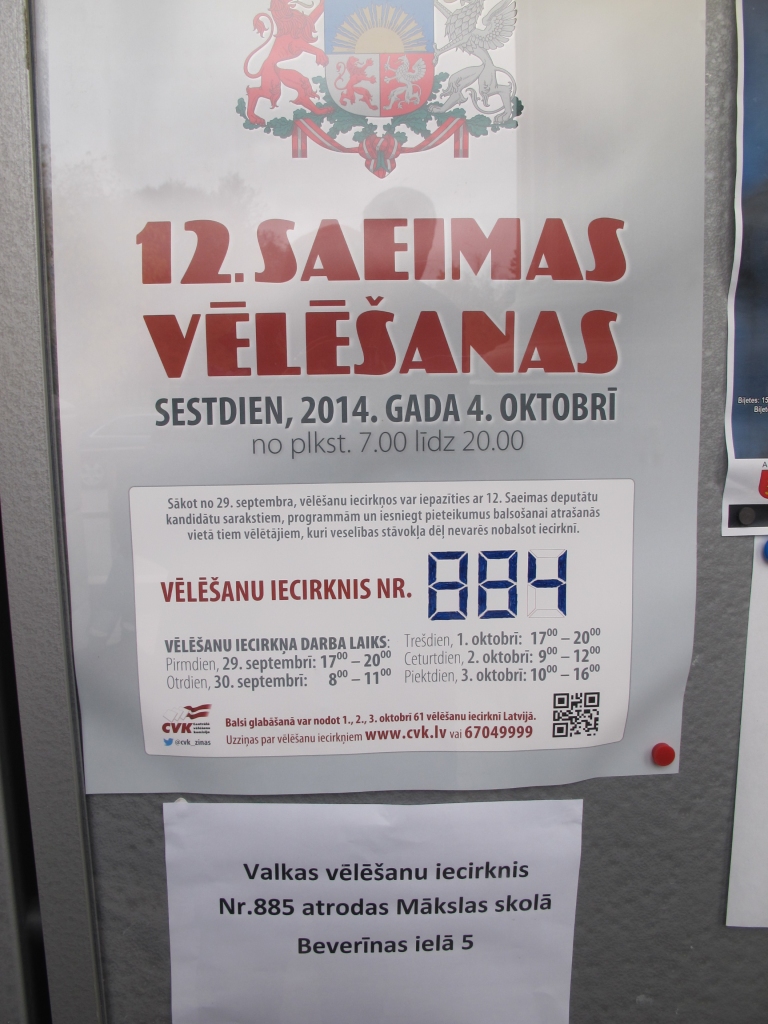 12. SAEIMAS
VĒLĒŠANAS
SESTDIEN, 2014. GADA 4. OKTOBRĪ
no plkst. 7.00 līdz 20.00
Sākot no 29. septembra, vēlēšanu iecirkņos var iepazīties ar 12. Saeimas deputātu
kandidātu sarakstiem, programmām un iesniegt pieteikumus balsošanai atrašanās
vietā tiem vēlētājiem, kuri veselības stāvokļa dēļ nevarēs nobalsot iecirknī.
VĒLĒŠANU IECIRKNIS NR. 884
VĒLĒŠANU IECIRKŅA DARBA LAIKS:
Pirmdien, 29. septembrī: 17⁰⁰ – 20⁰⁰
Otrdien, 30. septembrī: 8⁰⁰ – 11⁰⁰
Trešdien, 1. oktobrī: 17⁰⁰ – 20⁰⁰
Ceturtdien, 2. oktobrī: 9⁰⁰ – 12⁰⁰
Piektdien, 3. oktobrī: 10⁰⁰ – 16⁰⁰
CVK
@cvk_zinas
Balsi glabāšanā var nodot 1., 2., 3. oktobrī 61 vēlēšanu iecirknī Latvijā.
Uzziņas par vēlēšanu iecirkņiem www.cvk.lv vai 67049999
Valkas vēlēšanu iecirknis
Nr.885 atrodas Mākslas skolā
Beverīnas ielā 5
Biļetes: 15